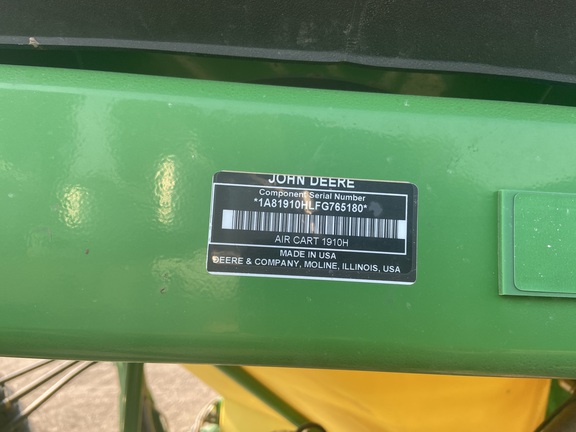 JOHN DEERE
Component Serial Number
*1A81910HLFG765180*
AIR CART 1910H
MADE IN USA
DEERE & COMPANY, MOLINE, ILLINOIS, USA